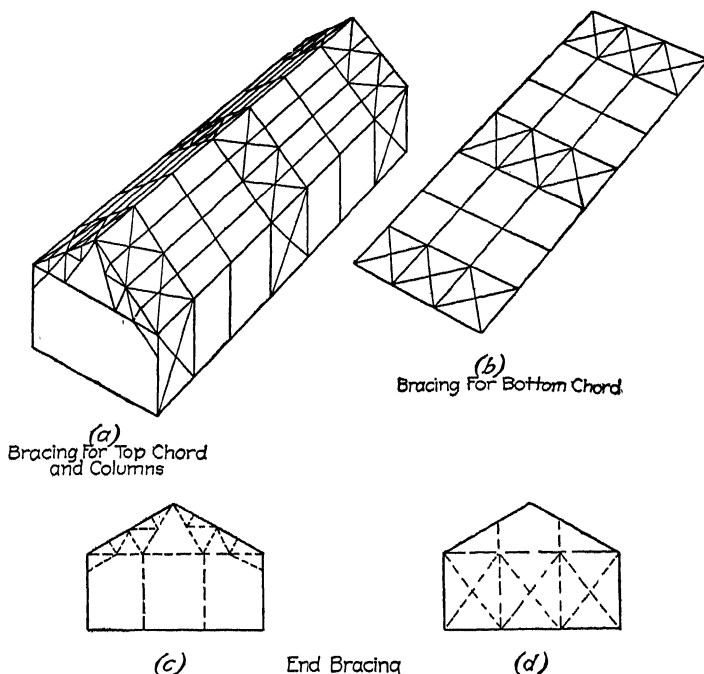 (b)
Bracing For Bottom Chord
(a)
Bracing For Top Chord
and Columns
(c)
End Bracing
(d)